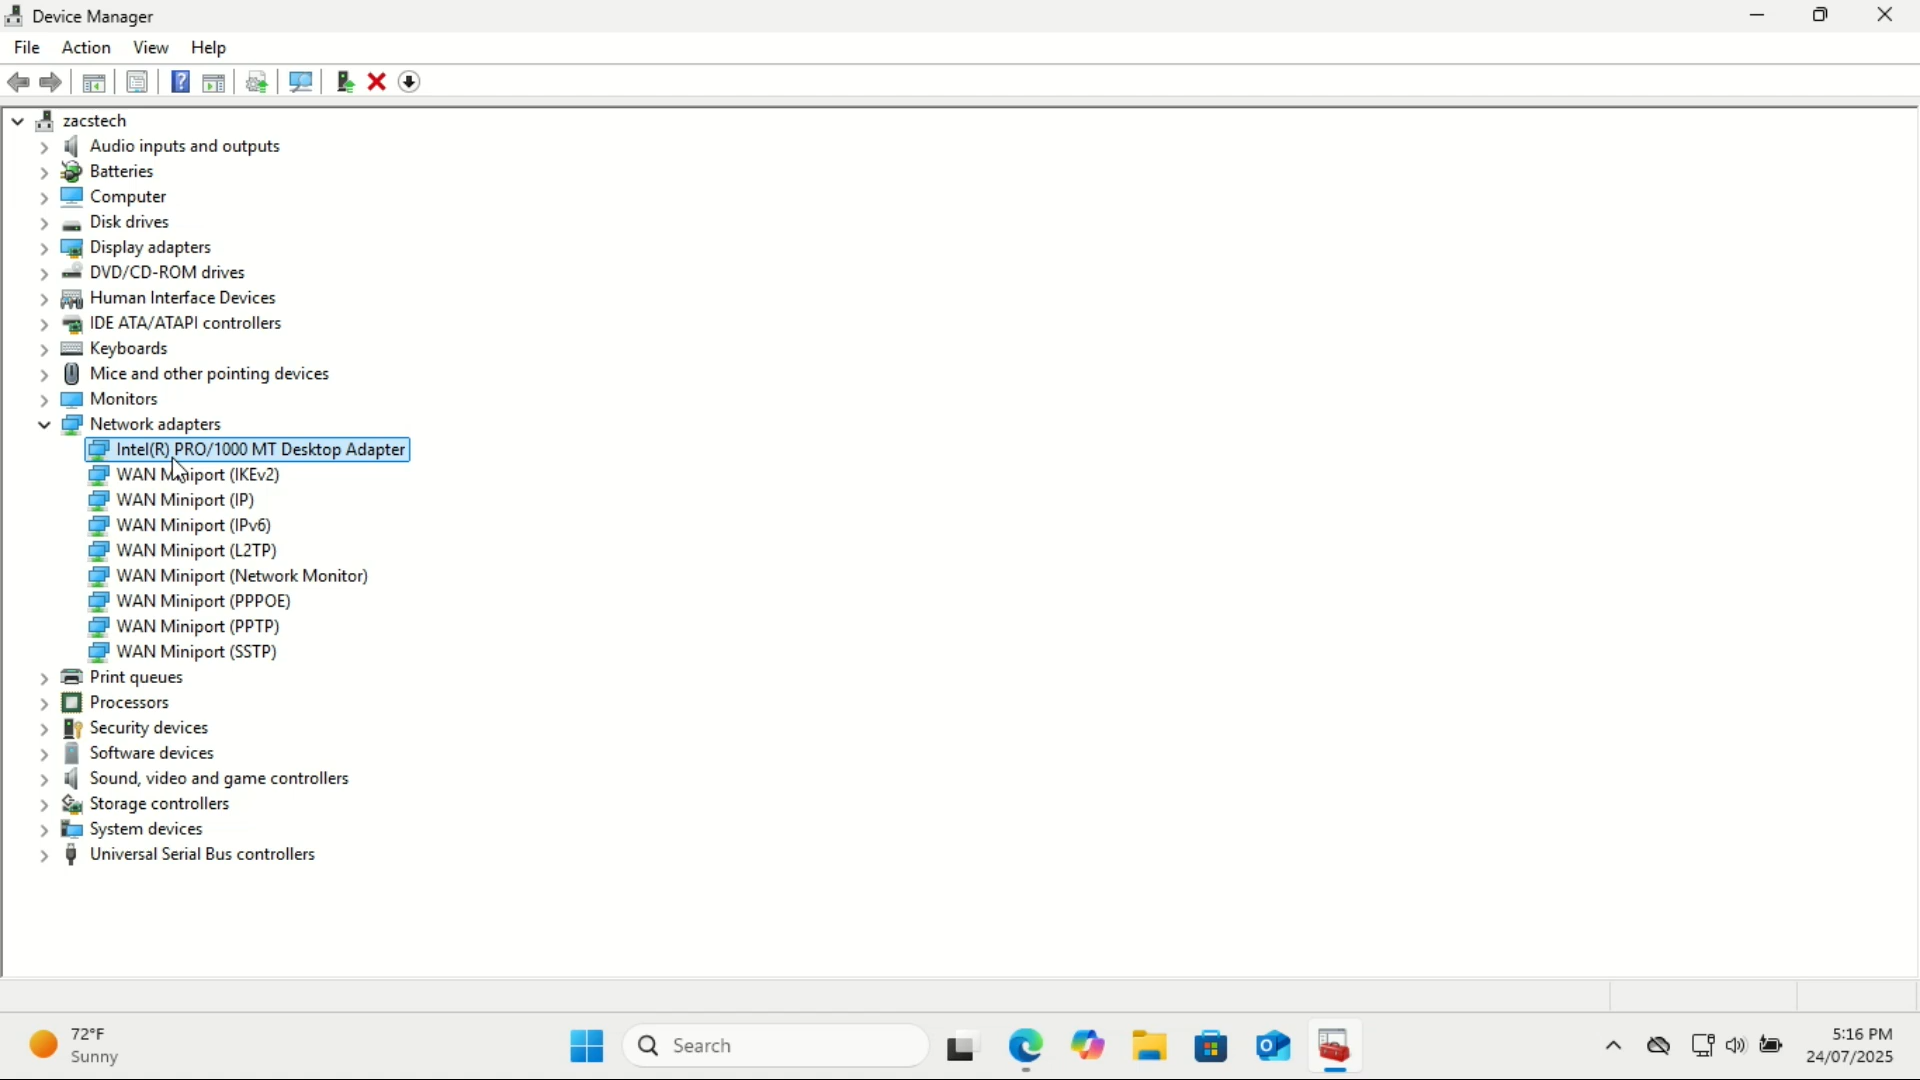 Device Manager
File Action View Help
zacstech
Audio inputs and outputs
Batteries
Computer
Disk drives
Display adapters
DVD/CD-ROM drives
Human Interface Devices
IDE ATA/ATAPI controllers
Keyboards
Mice and other pointing devices
Monitors
Network adapters
Intel(R) PRO/1000 MT Desktop Adapter
WAN Miniport (IKEv2)
WAN Miniport (IP)
WAN Miniport (IPv6)
WAN Miniport (L2TP)
WAN Miniport (Network Monitor)
WAN Miniport (PPPOE)
WAN Miniport (PPTP)
WAN Miniport (SSTP)
Print queues
Processors
Security devices
Software devices
Sound, video and game controllers
Storage controllers
System devices
Universal Serial Bus controllers
72°F
Sunny
Search
5:16 PM
24/07/2025